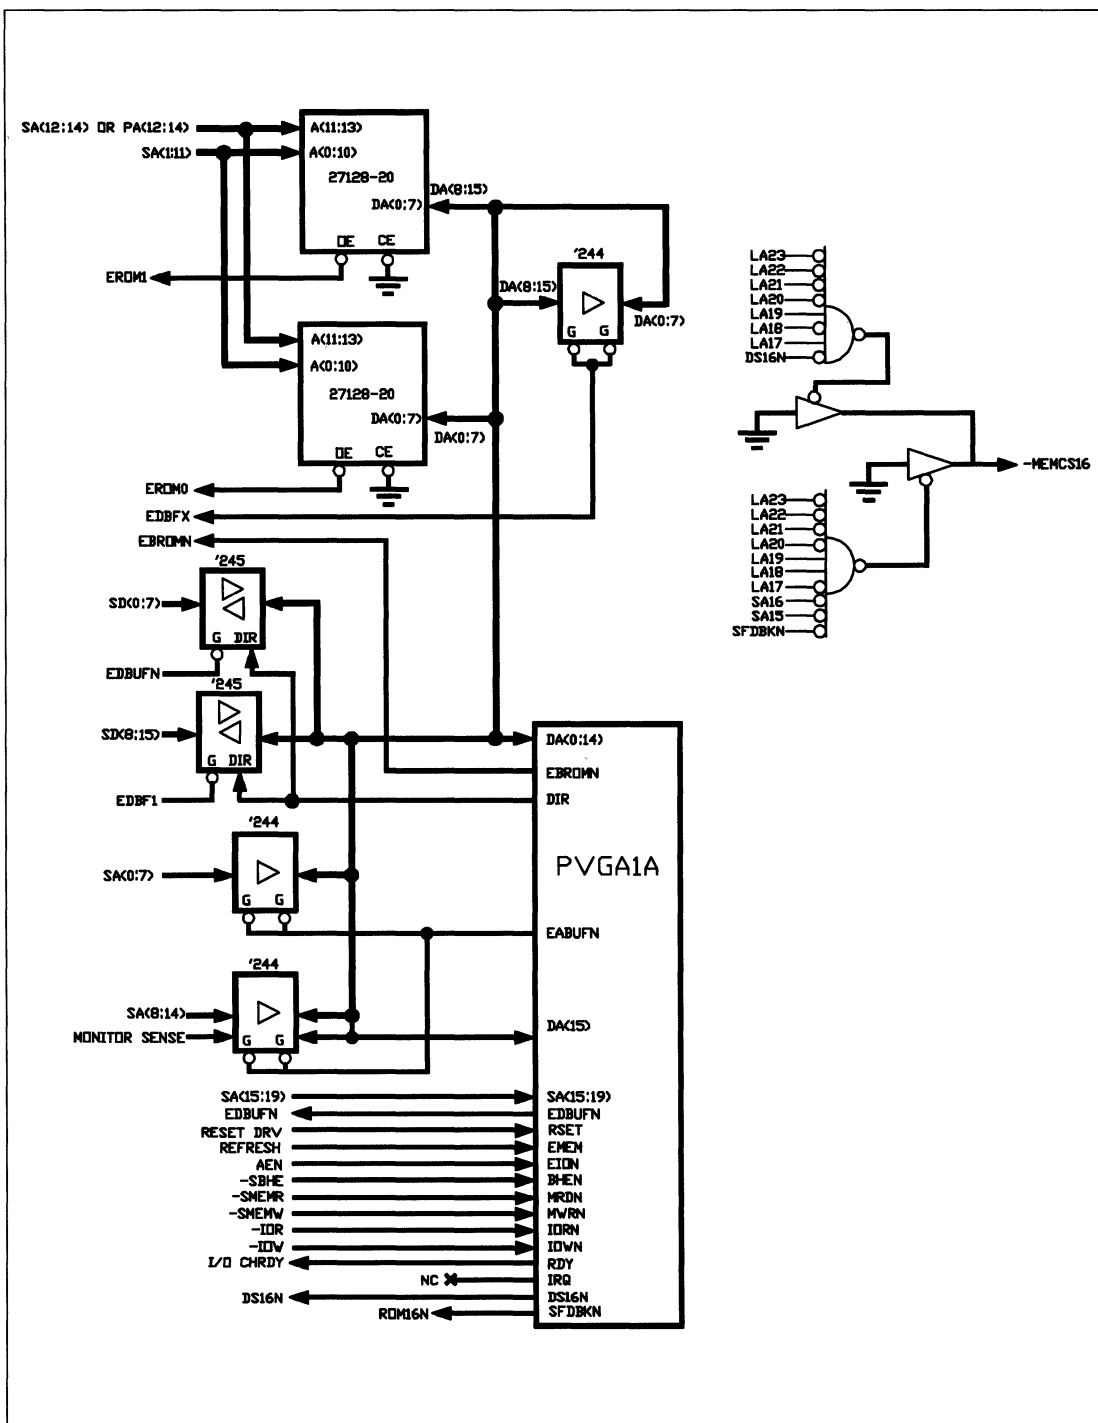 SA(12:14) OR PA(12:14)
SA(1:11)
A(11:13)
A(0:10)
27128-20
DA(0:7)
OE CE
DA(8:15)
EROM1
'244
DA(8:15)
DA(0:7)
G G
A(11:13)
A(0:10)
27128-20
DA(0:7)
OE CE
DA(0:7)
EROM0
EDBFX
EBROMN
LA23
LA22
LA21
LA20
LA19
LA18
LA17
DS16N
-MEMCS16
LA23
LA22
LA21
LA20
LA19
LA18
LA17
SA16
SA15
SFDBKN
'245
SD(0:7)
G DIR
EDBUFN
'245
SD(8:15)
G DIR
EDBF1
'244
SA(0:7)
G G
'244
SA(8:14)
MONITOR SENSE
G G
DA(0:14)
EBROMN
DIR
PVGA1A
EABUFN
DA(15)
SA(15:19) SA(15:19)
EDBUFN EDBUFN
RESET DRV RSET
REFRESH EMEM
AEN EION
-SBHE BHEN
-SMEMR MRDN
-SMEMW MWRN
-IOR IORN
-IOW IOWN
I/O CHRDY RDY
NC IRQ
DS16N DS16N
ROM16N SFDBKN